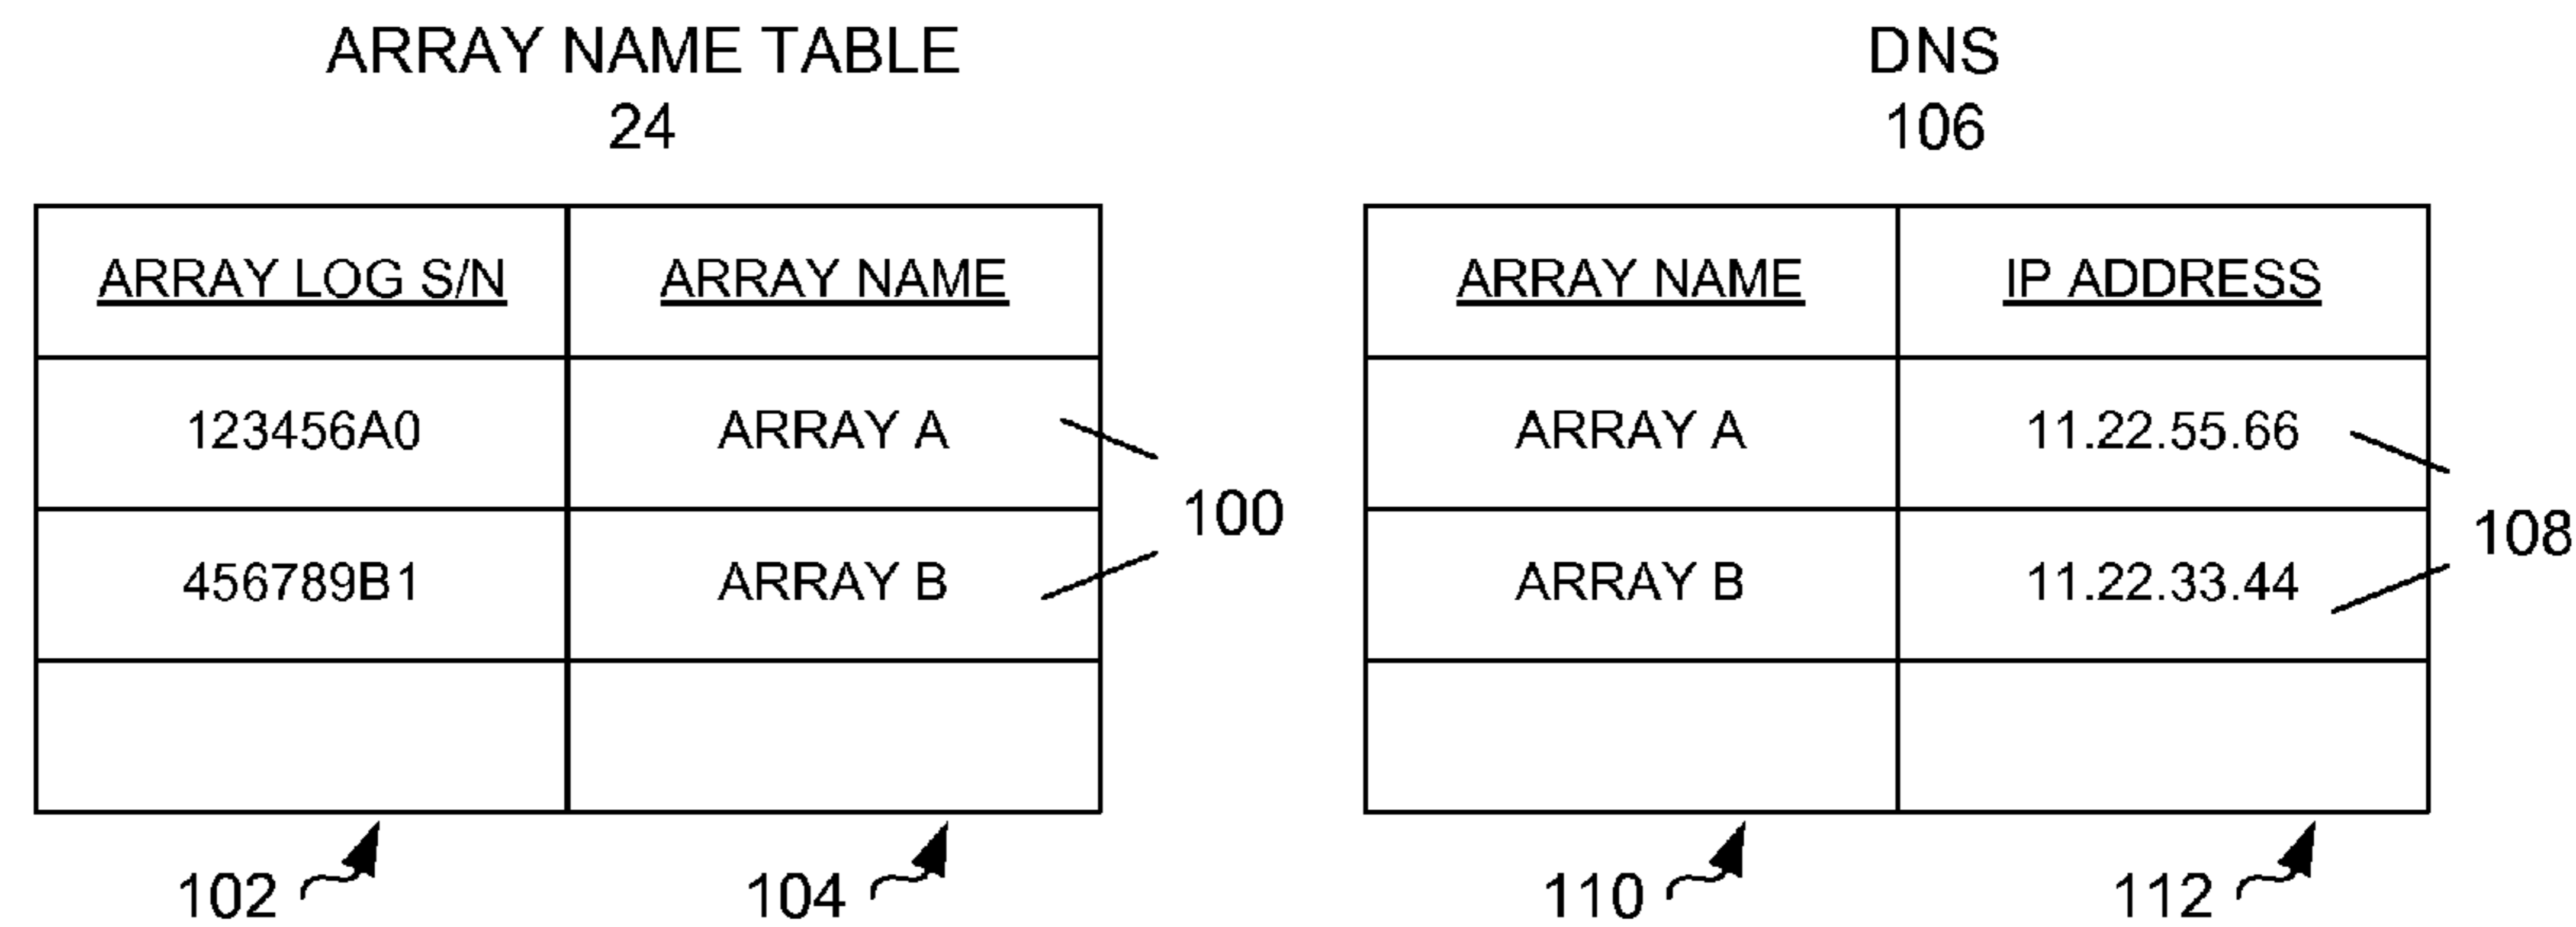 ARRAY NAME TABLE
24
ARRAY LOG S/N ARRAY NAME
123456A0 ARRAY A
456789B1 ARRAY B
100
102 104
DNS
106
ARRAY NAME IP ADDRESS
ARRAY A 11.22.55.66
ARRAY B 11.22.33.44
108
110 112